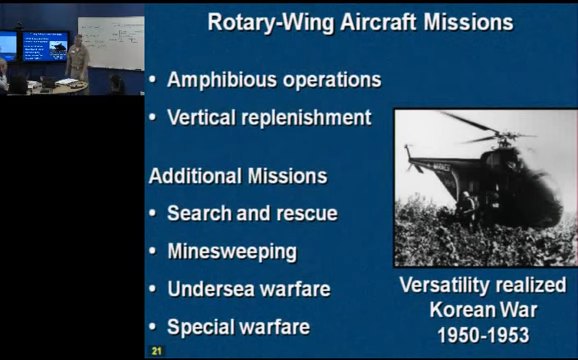 Rotary-Wing Aircraft Missions
• Amphibious operations
• Vertical replenishment
Additional Missions
• Search and rescue
• Minesweeping
• Undersea warfare
• Special warfare
Versatility realized
Korean War
1950-1953
21